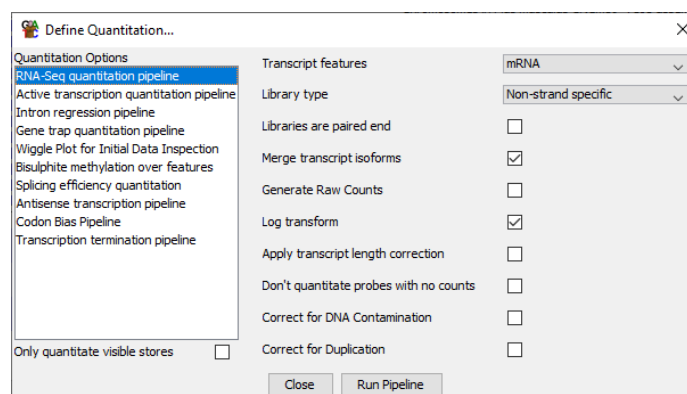 Define Quantitation...
Quantitation Options
RNA-Seq quantitation pipeline
Active transcription quantitation pipeline
Intron regression pipeline
Gene trap quantitation pipeline
Wiggle Plot for Initial Data Inspection
Bisulphite methylation over features
Splicing efficiency quantitation
Antisense transcription pipeline
Codon Bias Pipeline
Transcription termination pipeline
Only quantitate visible stores
Transcript features mRNA
Library type Non-strand specific
Libraries are paired end
Merge transcript isoforms
Generate Raw Counts
Log transform
Apply transcript length correction
Don't quantitate probes with no counts
Correct for DNA Contamination
Correct for Duplication
Close Run Pipeline